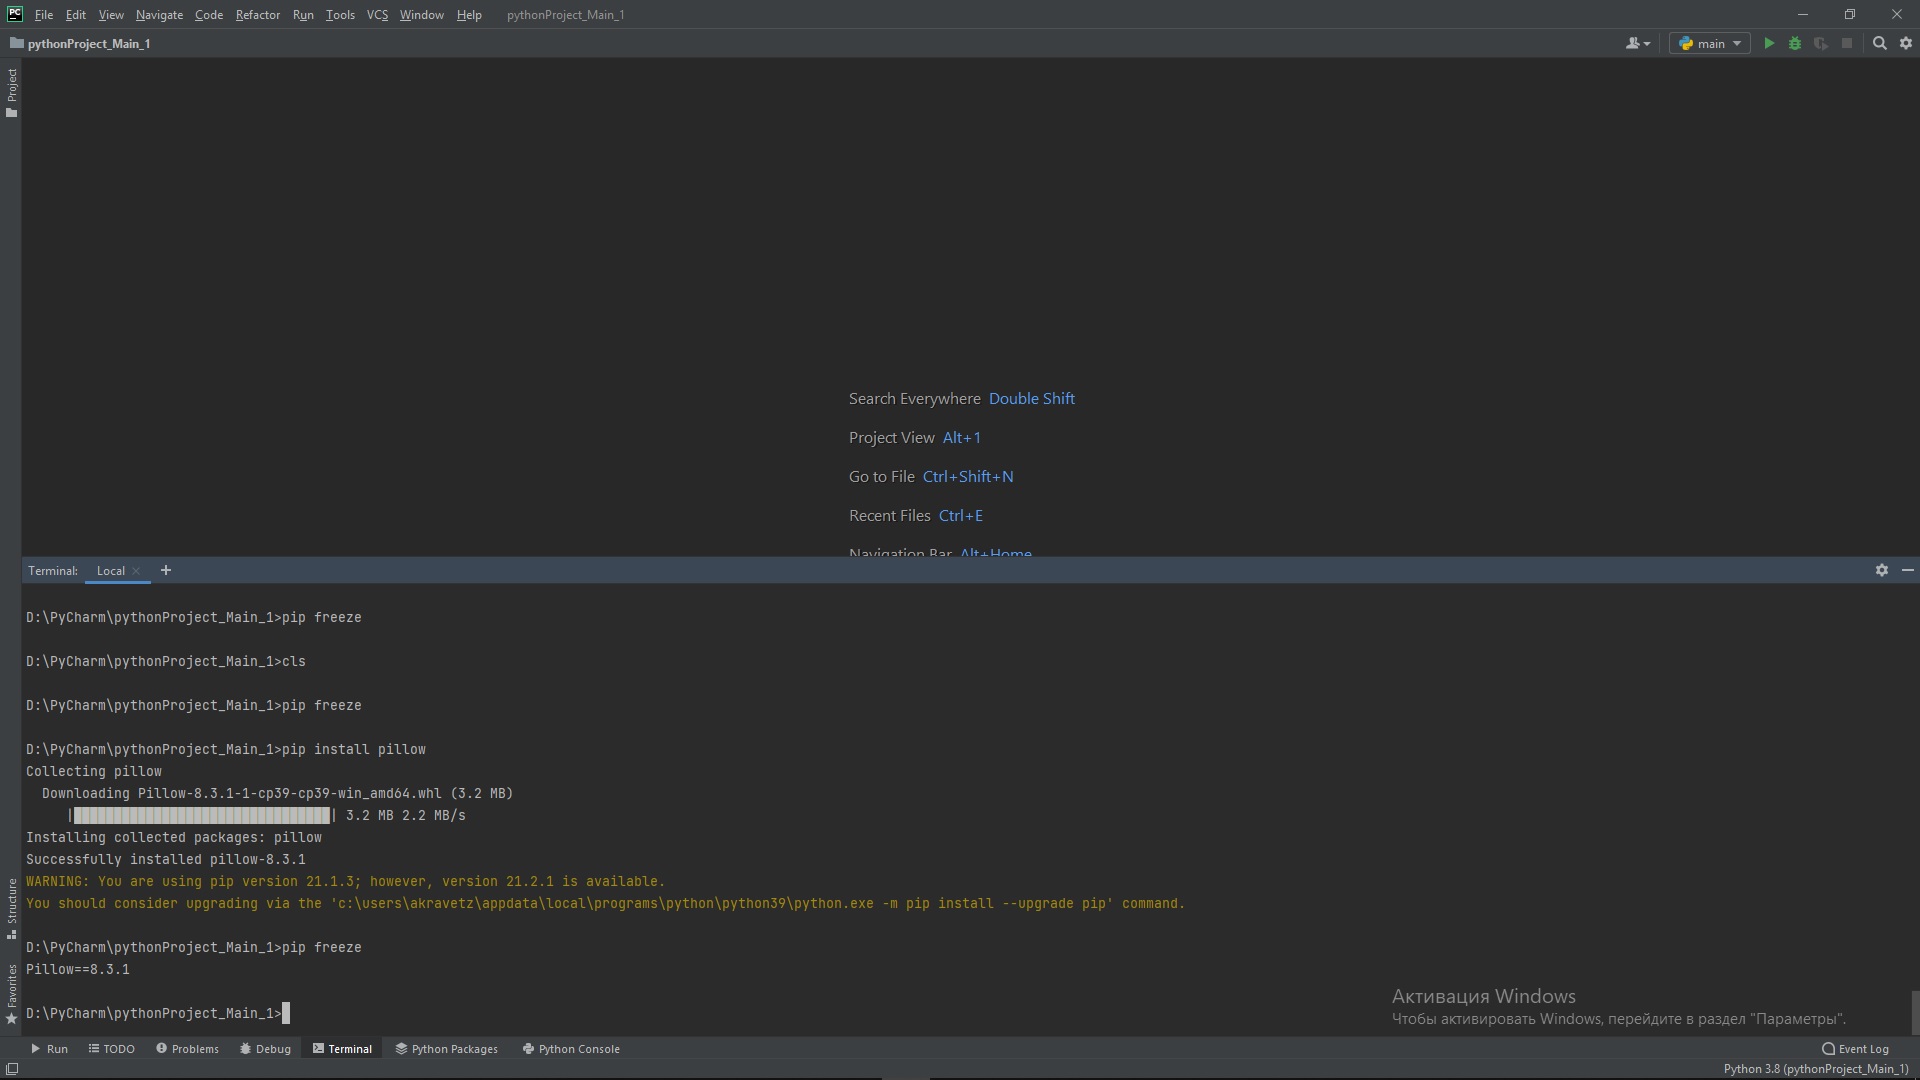 PC File Edit View Navigate Code Refactor Run Tools VCS Window Help pythonProject_Main_1
pythonProject_Main_1 main
Project
Search Everywhere Double Shift
Project View Alt+1
Go to File Ctrl+Shift+N
Recent Files Ctrl+E
Navigation Bar Alt+Home
Terminal: Local
D:\PyCharm\pythonProject_Main_1>pip freeze
D:\PyCharm\pythonProject_Main_1>cls
D:\PyCharm\pythonProject_Main_1>pip freeze
D:\PyCharm\pythonProject_Main_1>pip install pillow
Collecting pillow
Downloading Pillow-8.3.1-1-cp39-cp39-win_amd64.whl (3.2 MB)
| | 3.2 MB 2.2 MB/s
Installing collected packages: pillow
Successfully installed pillow-8.3.1
WARNING: You are using pip version 21.1.3; however, version 21.2.1 is available.
You should consider upgrading via the 'c:\users\akravetz\appdata\local\programs\python\python39\python.exe -m pip install --upgrade pip' command.
D:\PyCharm\pythonProject_Main_1>pip freeze
Pillow==8.3.1
D:\PyCharm\pythonProject_Main_1>
Structure
Favorites
Активация Windows
Чтобы активировать Windows, перейдите в раздел "Параметры".
Run TODO Problems Debug Terminal Python Packages Python Console Event Log
Python 3.8 (pythonProject_Main_1)